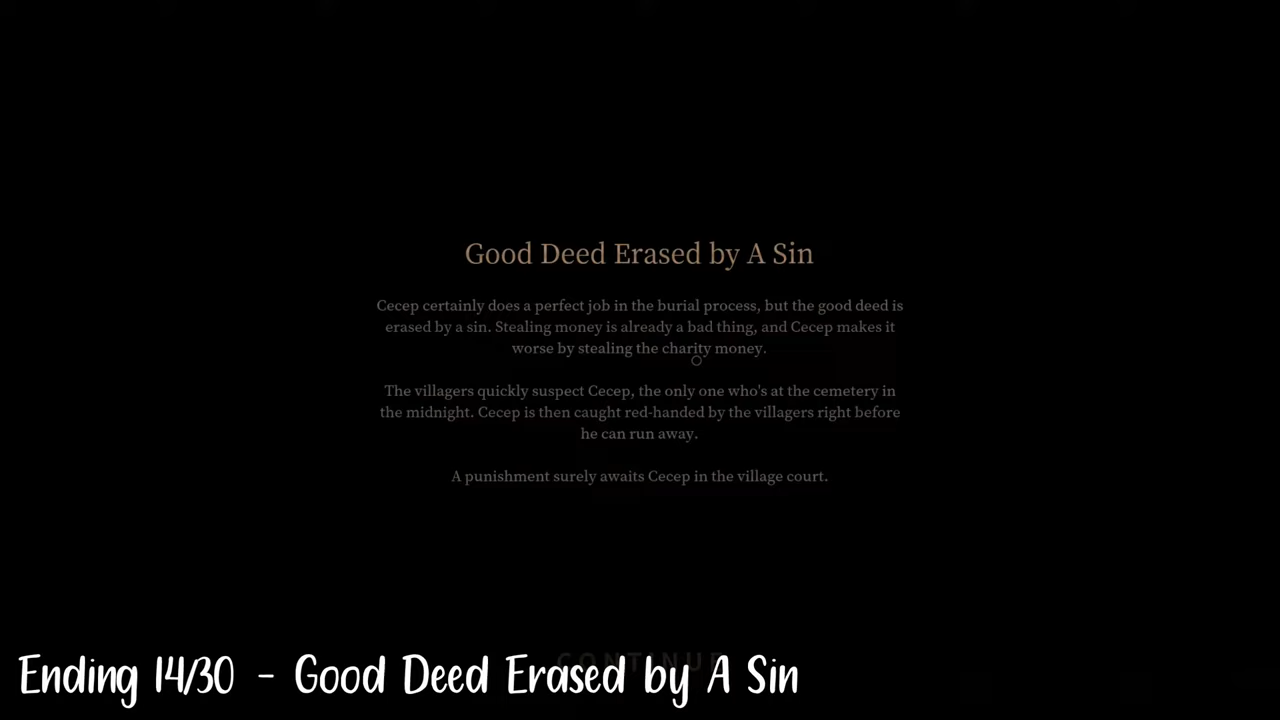 Good Deed Erased by A Sin
Cecep certainly does a perfect job in the burial process, but the good deed is
erased by a sin. Stealing money is already a bad thing, and Cecep makes it
worse by stealing the charity money.
The villagers quickly suspect Cecep, the only one who's at the cemetery in
the midnight. Cecep is then caught red-handed by the villagers right before
he can run away.
A punishment surely awaits Cecep in the village court.
CONTINUE
Ending 14/30 - Good Deed Erased by A Sin